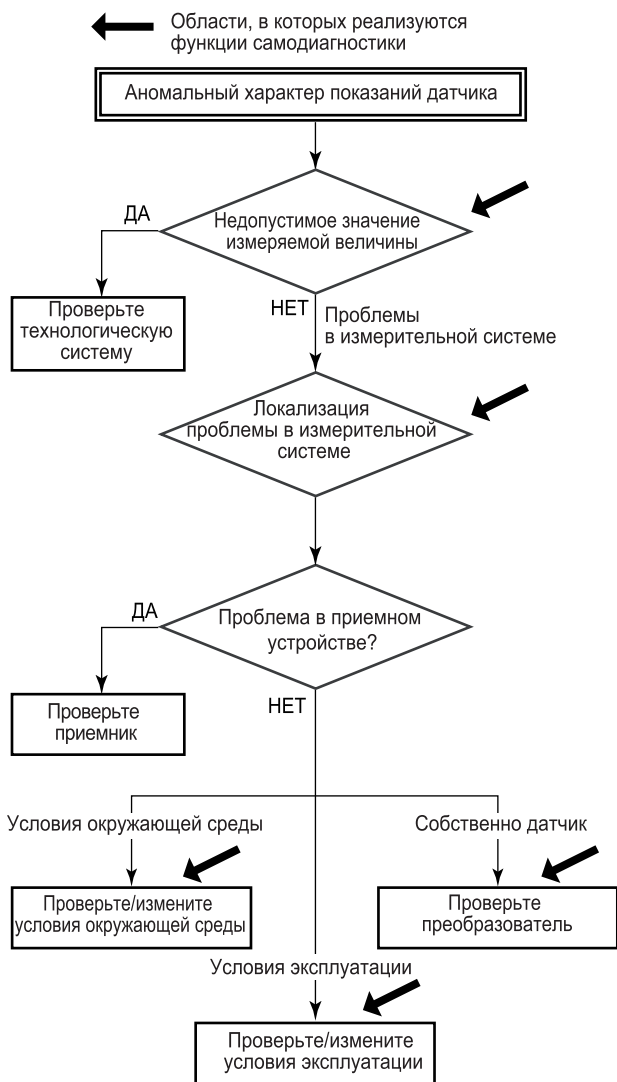 Области, в которых реализуются
функции самодиагностики
Аномальный характер показаний датчика
ДА
Недопустимое значение
измеряемой величины
Проверьте
технологическую
систему
НЕТ
Проблемы
в измерительной системе
Локализация
проблемы в измерительной
системе
ДА
Проблема в приемном
устройстве?
Проверьте
приемник
НЕТ
Условия окружающей среды
Собственно датчик
Проверьте/измените
условия окружающей среды
Проверьте
преобразователь
Условия эксплуатации
Проверьте/измените
условия эксплуатации